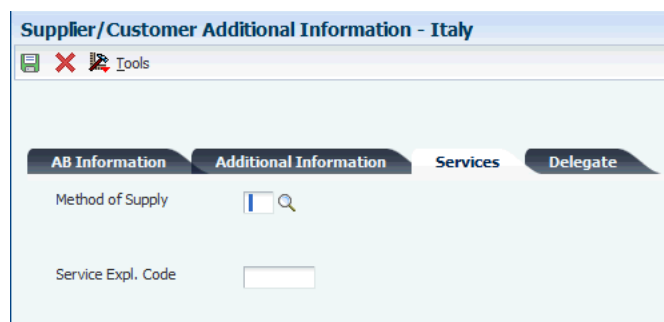 Supplier/Customer Additional Information - Italy
Tools
AB Information Additional Information Services Delegate
Method of Supply
Service Expl. Code